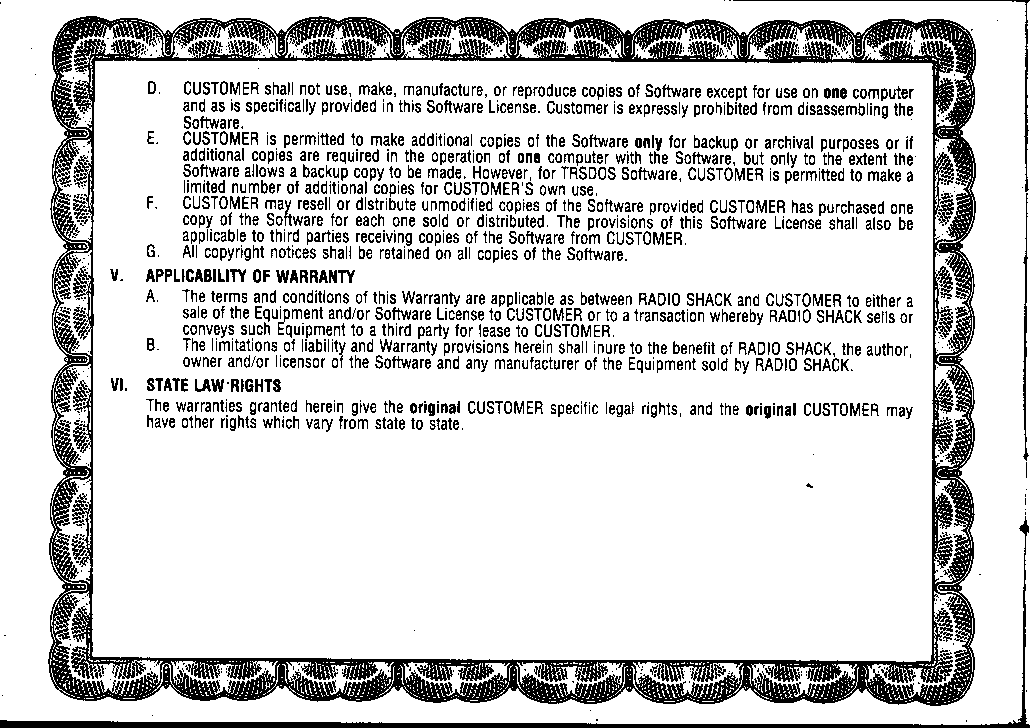 D. CUSTOMER shall not use, make, manufacture, or reproduce copies of Software except for use on one computer
and as is specifically provided in this Software License. Customer is expressly prohibited from disassembling the
Software.
E. CUSTOMER is permitted to make additional copies of the Software only for backup or archival purposes or if
additional copies are required in the operation of one computer with the Software, but only to the extent the
Software allows a backup copy to be made. However, for TRSDOS Software, CUSTOMER is permitted to make a
limited number of additional copies for CUSTOMER'S own use.
F. CUSTOMER may resell or distribute unmodified copies of the Software provided CUSTOMER has purchased one
copy of the Software for each one sold or distributed. The provisions of this Software License shall also be
applicable to third parties receiving copies of the Software from CUSTOMER.
G. All copyright notices shall be retained on all copies of the Software.
V. APPLICABILITY OF WARRANTY
A. The terms and conditions of this Warranty are applicable as between RADIO SHACK and CUSTOMER to either a
sale of the Equipment and/or Software License to CUSTOMER or to a transaction whereby RADIO SHACK sells or
conveys such Equipment to a third party for lease to CUSTOMER.
B. The limitations of liability and Warranty provisions herein shall inure to the benefit of RADIO SHACK, the author,
owner and/or licensor of the Software and any manufacturer of the Equipment sold by RADIO SHACK.
VI. STATE LAW RIGHTS
The warranties granted herein give the original CUSTOMER specific legal rights, and the original CUSTOMER may
have other rights which vary from state to state.